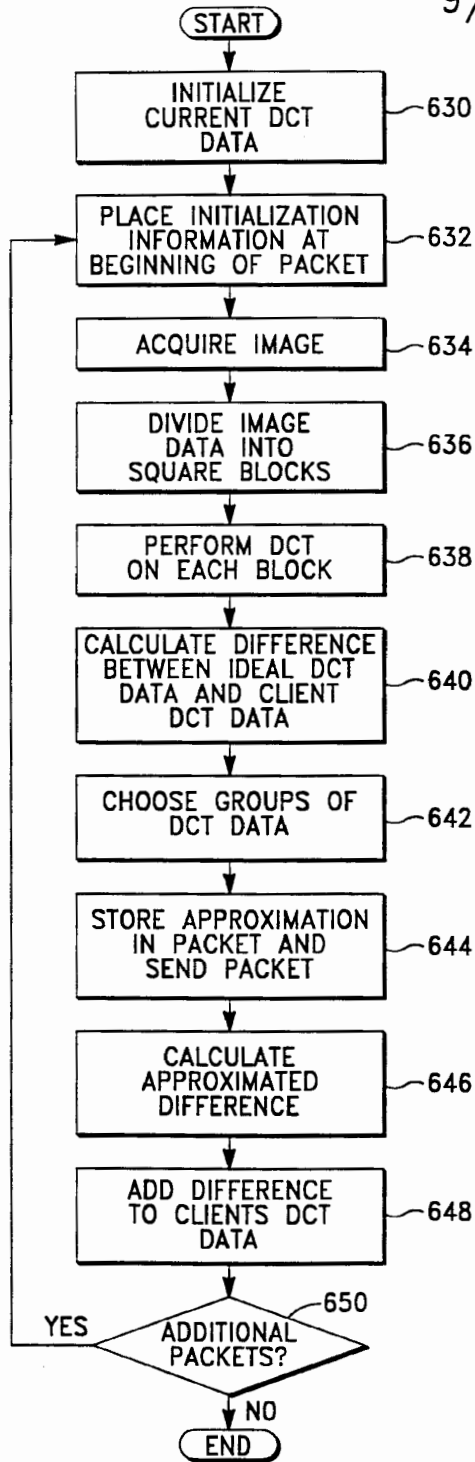 9/
START
INITIALIZE
CURRENT DCT
DATA
630
PLACE INITIALIZATION
INFORMATION AT
BEGINNING OF PACKET
632
ACQUIRE IMAGE
634
DIVIDE IMAGE
DATA INTO
SQUARE BLOCKS
636
PERFORM DCT
ON EACH BLOCK
638
CALCULATE DIFFERENCE
BETWEEN IDEAL DCT
DATA AND CLIENT
DCT DATA
640
CHOOSE GROUPS OF
DCT DATA
642
STORE APPROXIMATION
IN PACKET AND
SEND PACKET
644
CALCULATE
APPROXIMATED
DIFFERENCE
646
ADD DIFFERENCE
TO CLIENTS DCT
DATA
648
650
YES
ADDITIONAL
PACKETS?
NO
END